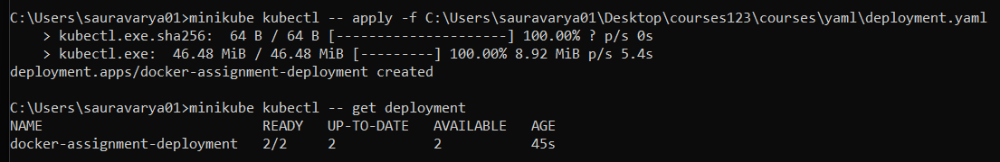 C:\Users\sauravarya01>minikube kubectl -- apply -f C:\Users\sauravarya01\Desktop\courses123\courses\yaml\deployment.yaml
    > kubectl.exe.sha256:  64 B / 64 B [---------------------] 100.00% ? p/s 0s
    > kubectl.exe:  46.48 MiB / 46.48 MiB [---------] 100.00% 8.92 MiB p/s 5.4s
deployment.apps/docker-assignment-deployment created
C:\Users\sauravarya01>minikube kubectl -- get deployment
NAME                           READY   UP-TO-DATE   AVAILABLE   AGE
docker-assignment-deployment   2/2     2            2           45s